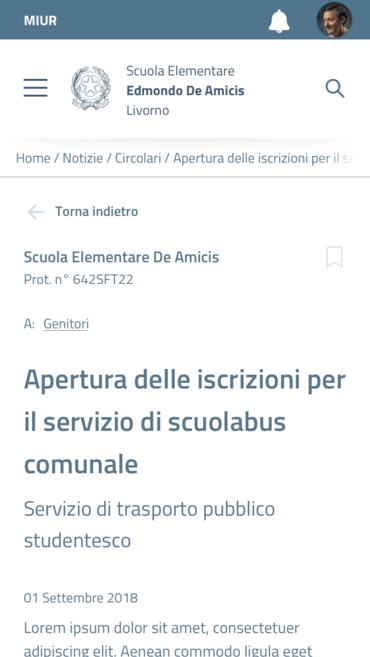 MIUR
Scuola Elementare
Edmondo De Amicis
Livorno
Home / Notizie / Circolari / Apertura delle iscrizioni per il
Torna indietro
Scuola Elementare De Amicis
Prot. n° 642SFT22
A: Genitori
Apertura delle iscrizioni per
il servizio di scuolabus
comunale
Servizio di trasporto pubblico
studentesco
01 Settembre 2018
Lorem ipsum dolor sit amet, consectetuer
adipiscing elit. Aenean commodo ligula eget